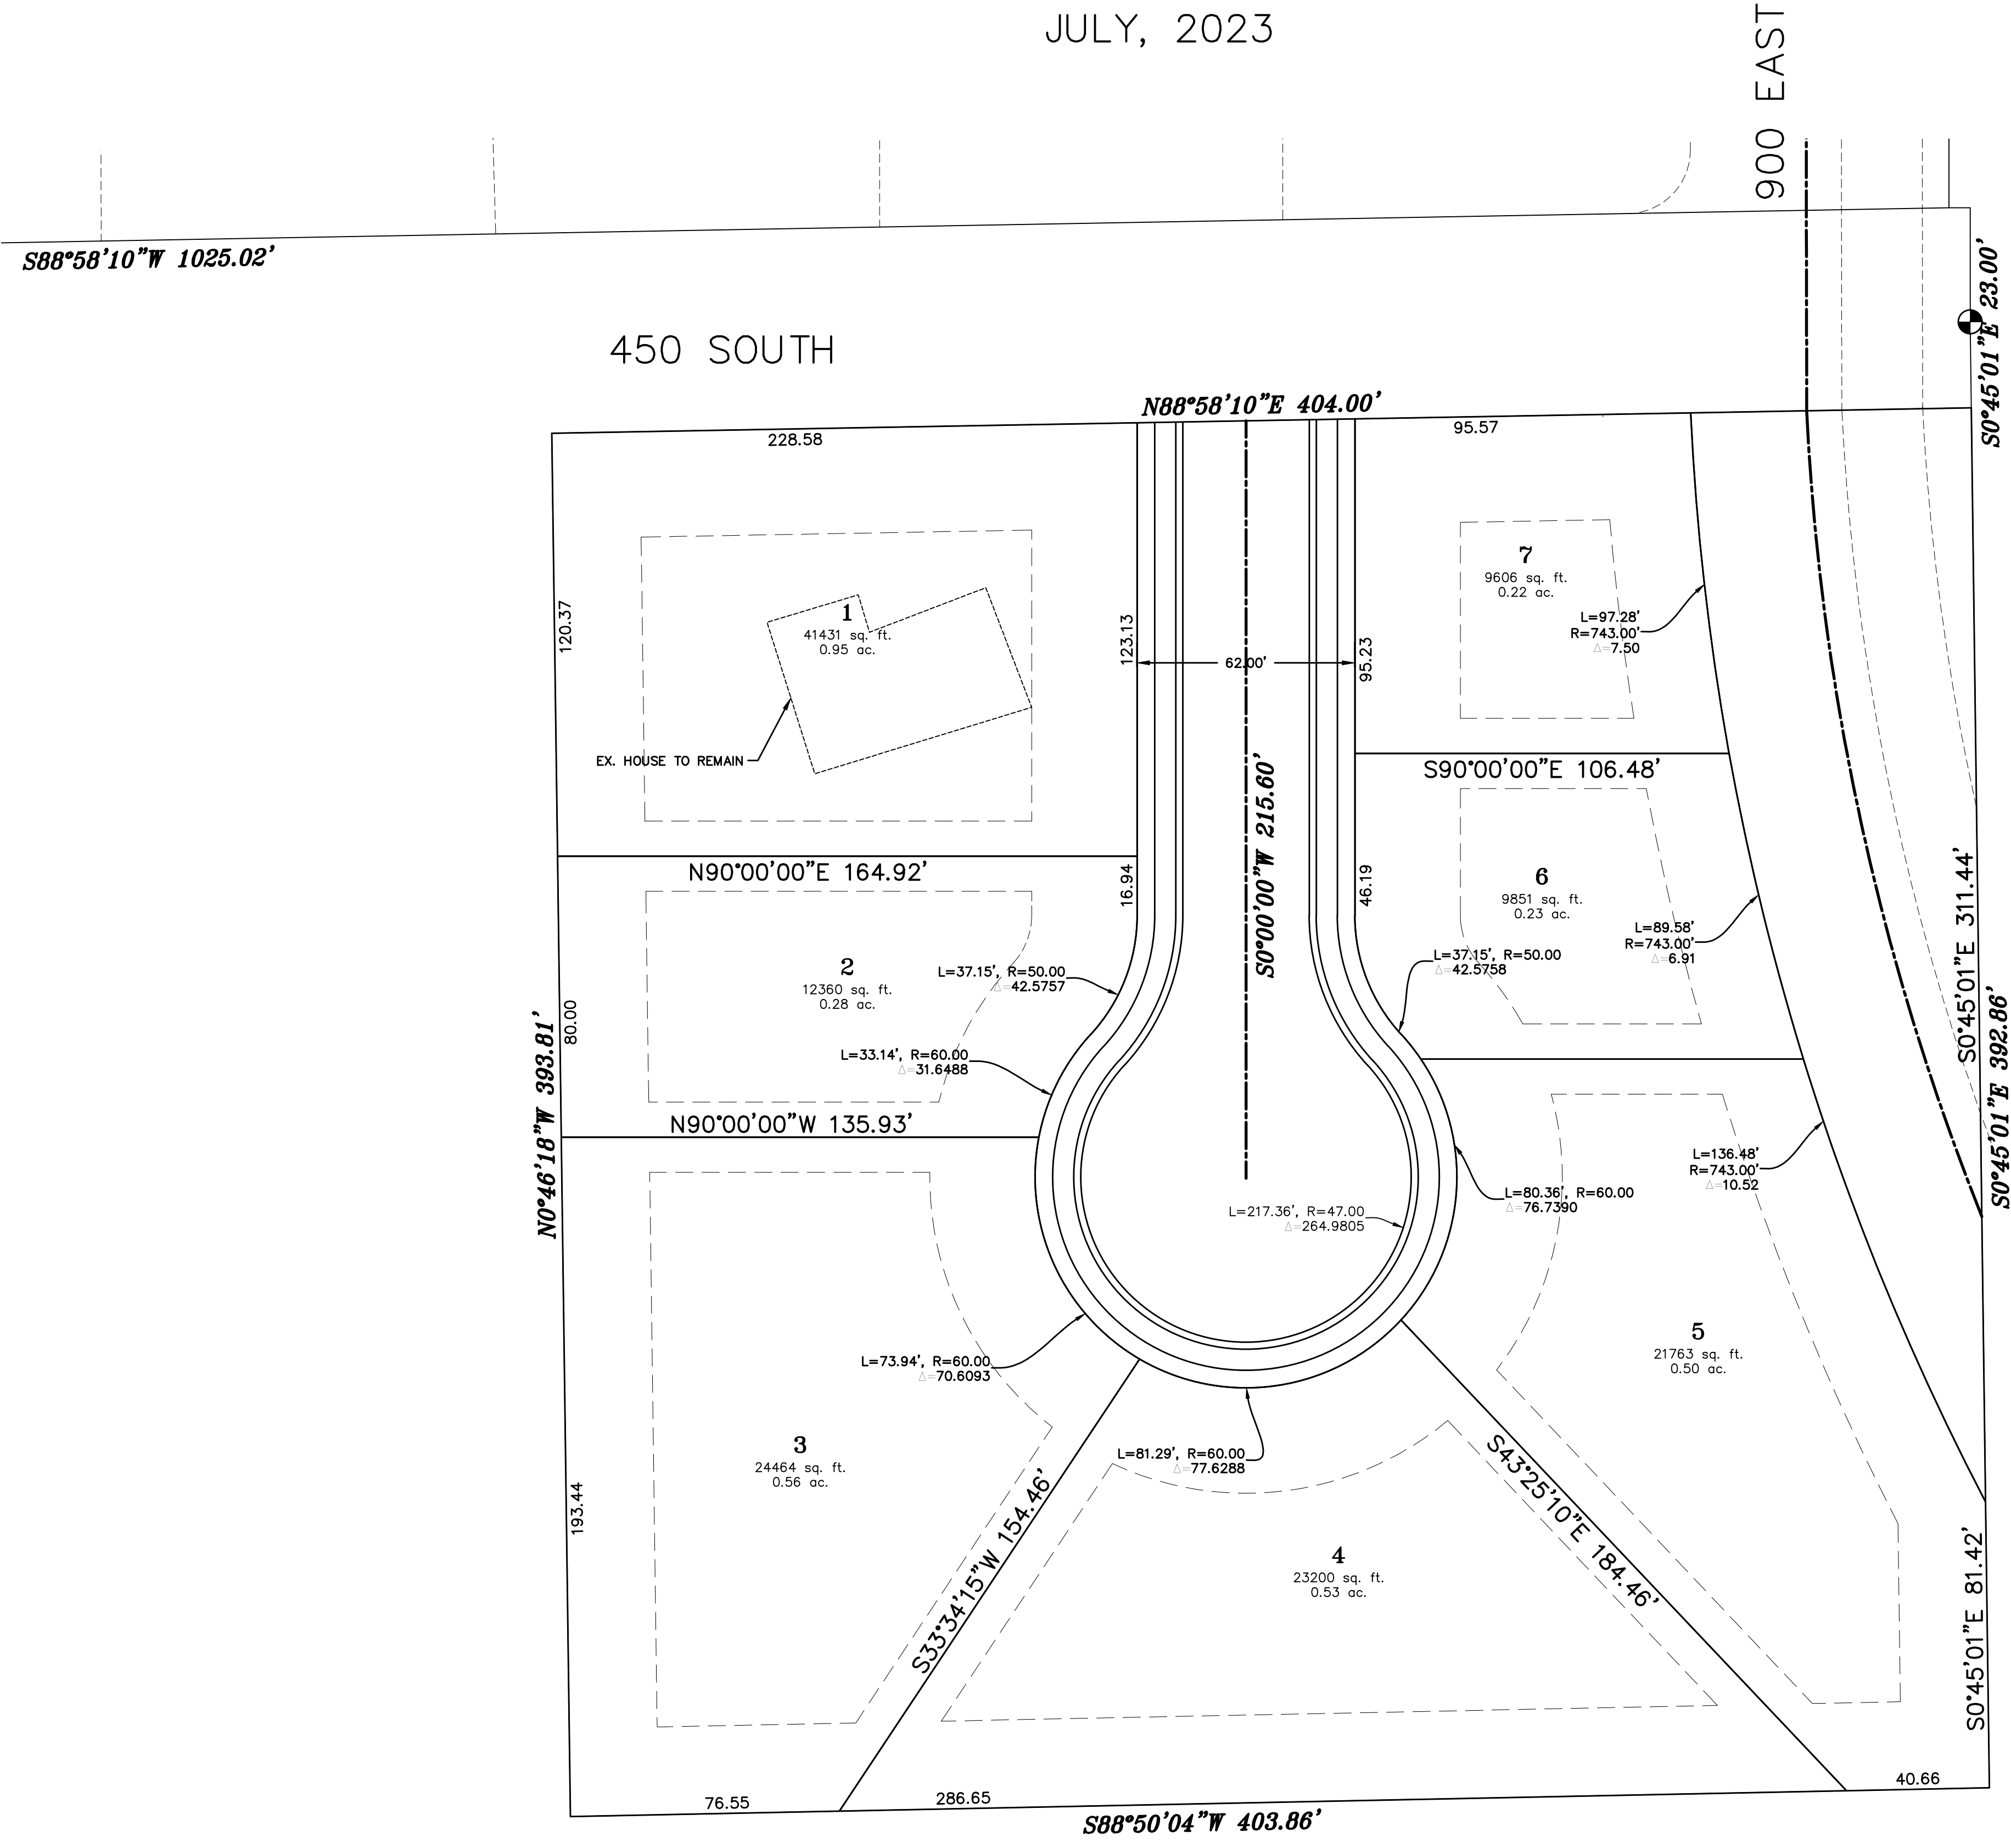 JULY, 2023
900 EAST
S88°58'10"W 1025.02'
S0°45'01"E 23.00'
450 SOUTH
N88°58'10"E 404.00'
228.58
95.57
7
9606 sq. ft.
0.22 ac.
L=97.28'
R=743.00'
Δ=7.50
120.37
1
41431 sq. ft.
0.95 ac.
123.13
62.00'
95.23
EX. HOUSE TO REMAIN
S0°00'00"W 215.60'
S90°00'00"E 106.48'
N90°00'00"E 164.92'
16.94
46.19
6
9851 sq. ft.
0.23 ac.
L=89.58'
R=743.00'
Δ=6.91
S0°45'01"E 311.44'
2
12360 sq. ft.
0.28 ac.
L=37.15', R=50.00
Δ=42.5757
L=37.15', R=50.00
Δ=42.5758
80.00
L=33.14', R=60.00
Δ=31.6488
N0°46'18"W 393.81'
S0°45'01"E 392.86'
N90°00'00"W 135.93'
L=136.48'
R=743.00'
Δ=10.52
L=80.36', R=60.00
Δ=76.7390
L=217.36', R=47.00
Δ=264.9805
5
21763 sq. ft.
0.50 ac.
L=73.94', R=60.00
Δ=70.6093
3
24464 sq. ft.
0.56 ac.
193.44
L=81.29', R=60.00
Δ=77.6288
S33°34'15"W 154.46'
S43°25'10"E 184.46'
4
23200 sq. ft.
0.53 ac.
S0°45'01"E 81.42'
76.55
286.65
40.66
S88°50'04"W 403.86'